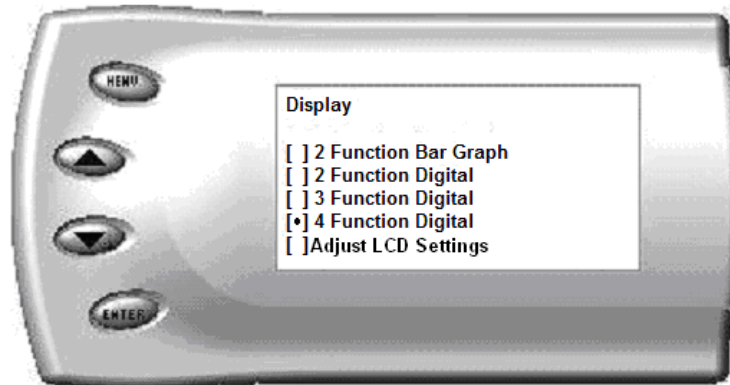 MENU
Display
[ ] 2 Function Bar Graph
[ ] 2 Function Digital
[ ] 3 Function Digital
[•] 4 Function Digital
[ ]Adjust LCD Settings
ENTER